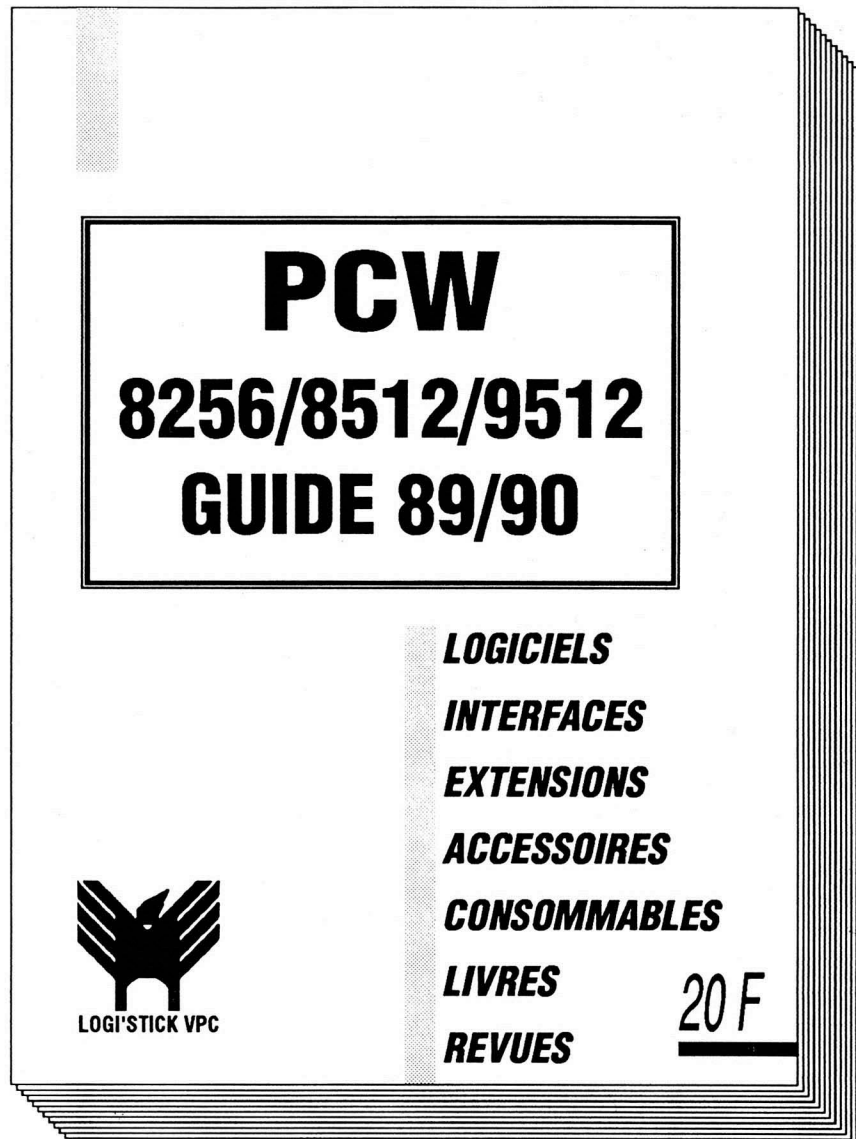 PCW
8256/8512/9512
GUIDE 89/90
LOGICIELS
INTERFACES
EXTENSIONS
ACCESSOIRES
CONSOMMABLES
LIVRES
REVUES
20 F
LOGI'STICK VPC